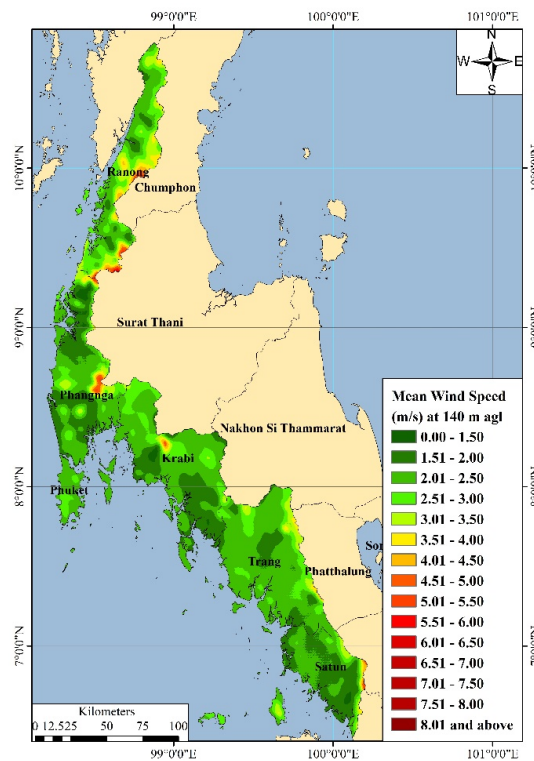 99°0'0"E 100°0'0"E 101°0'0"E
N
W E
S
10°0'0"N
Ranong
Chumphon
9°0'0"N
Surat Thani
Phangnga
Mean Wind Speed
(m/s) at 140 m agl
0.00 - 1.50
1.51 - 2.00
2.01 - 2.50
2.51 - 3.00
3.01 - 3.50
3.51 - 4.00
4.01 - 4.50
4.51 - 5.00
5.01 - 5.50
5.51 - 6.00
6.01 - 6.50
6.51 - 7.00
7.01 - 7.50
7.51 - 8.00
8.01 and above
Nakhon Si Thammarat
Krabi
8°0'0"N
Phuket
Trang
Phatthalung
7°0'0"N
Satun
Kilometers
0 12.525 50 75 100
99°0'0"E 100°0'0"E 101°0'0"E